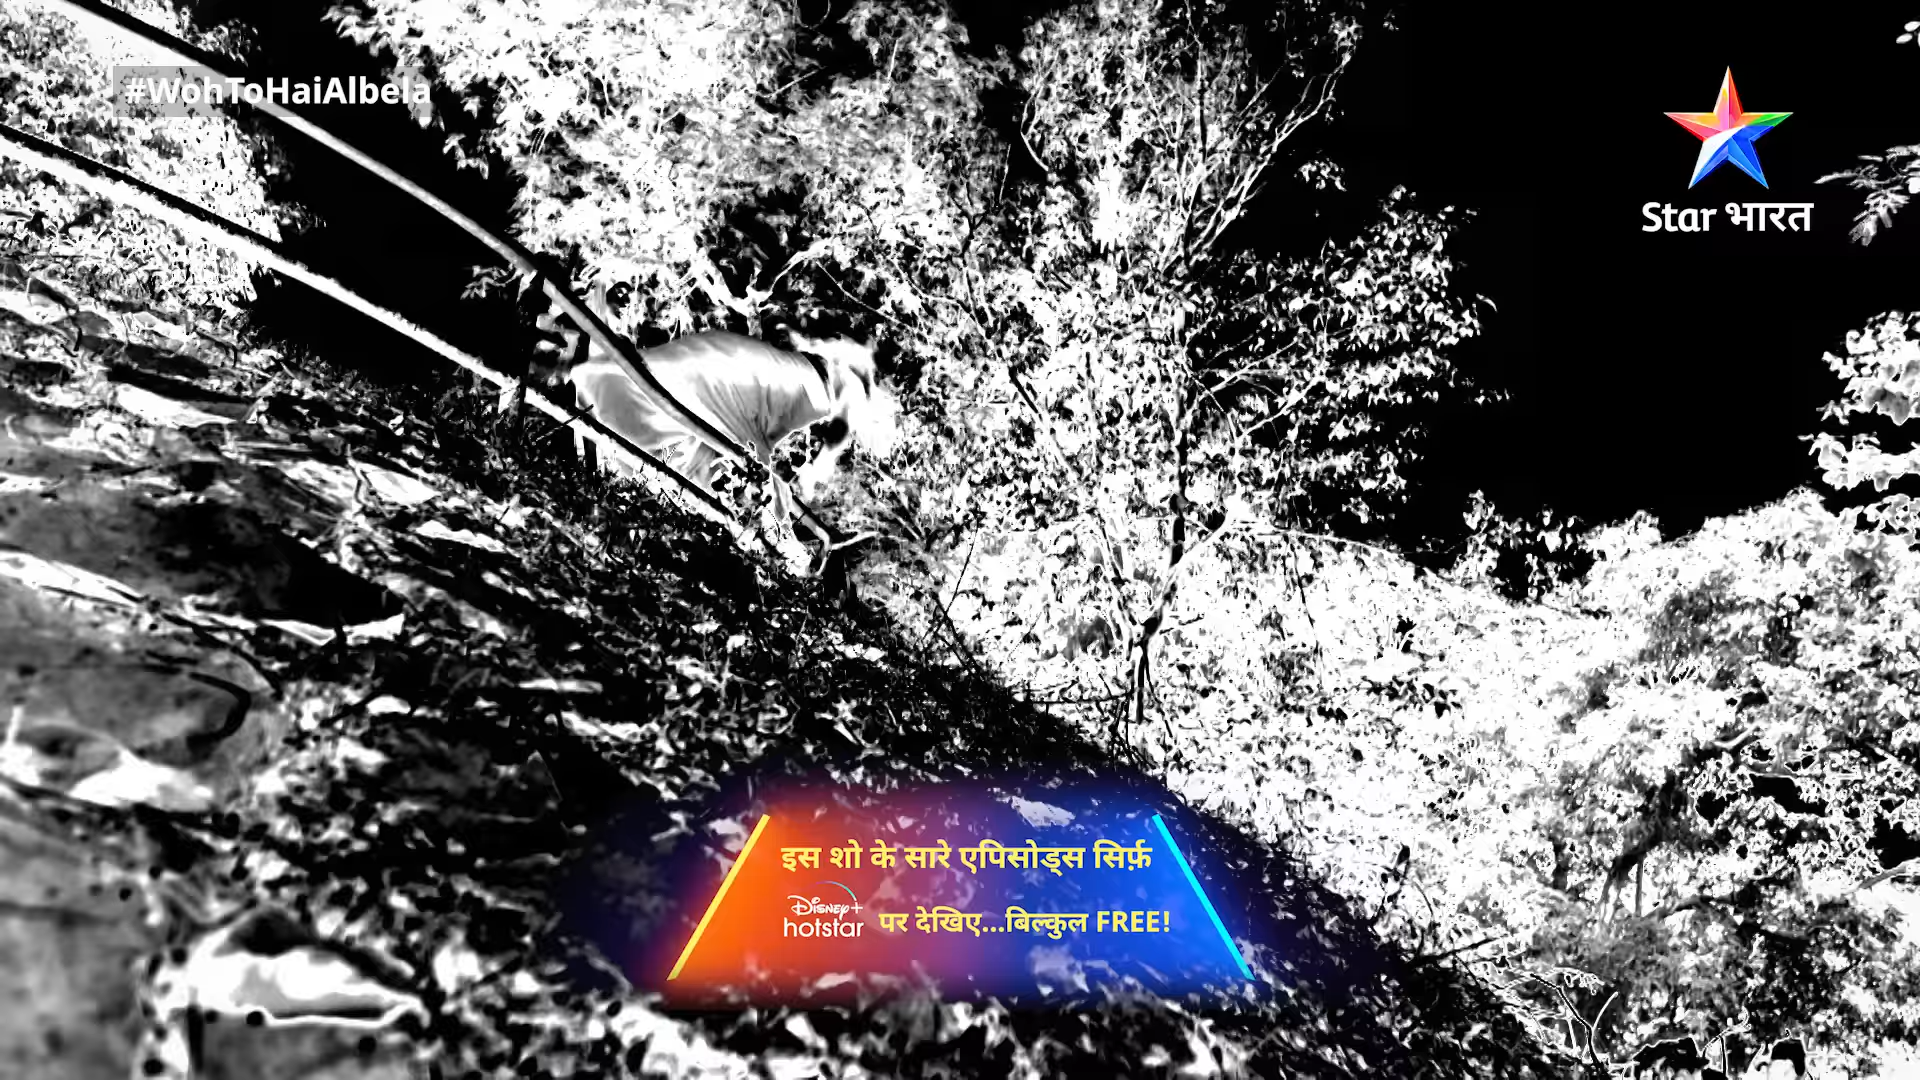 #WohToHaiAlbela
Star भारत
इस शो के सारे एपिसोड्स सिर्फ़
Disney+ hotstar पर देखिए...बिल्कुल FREE!